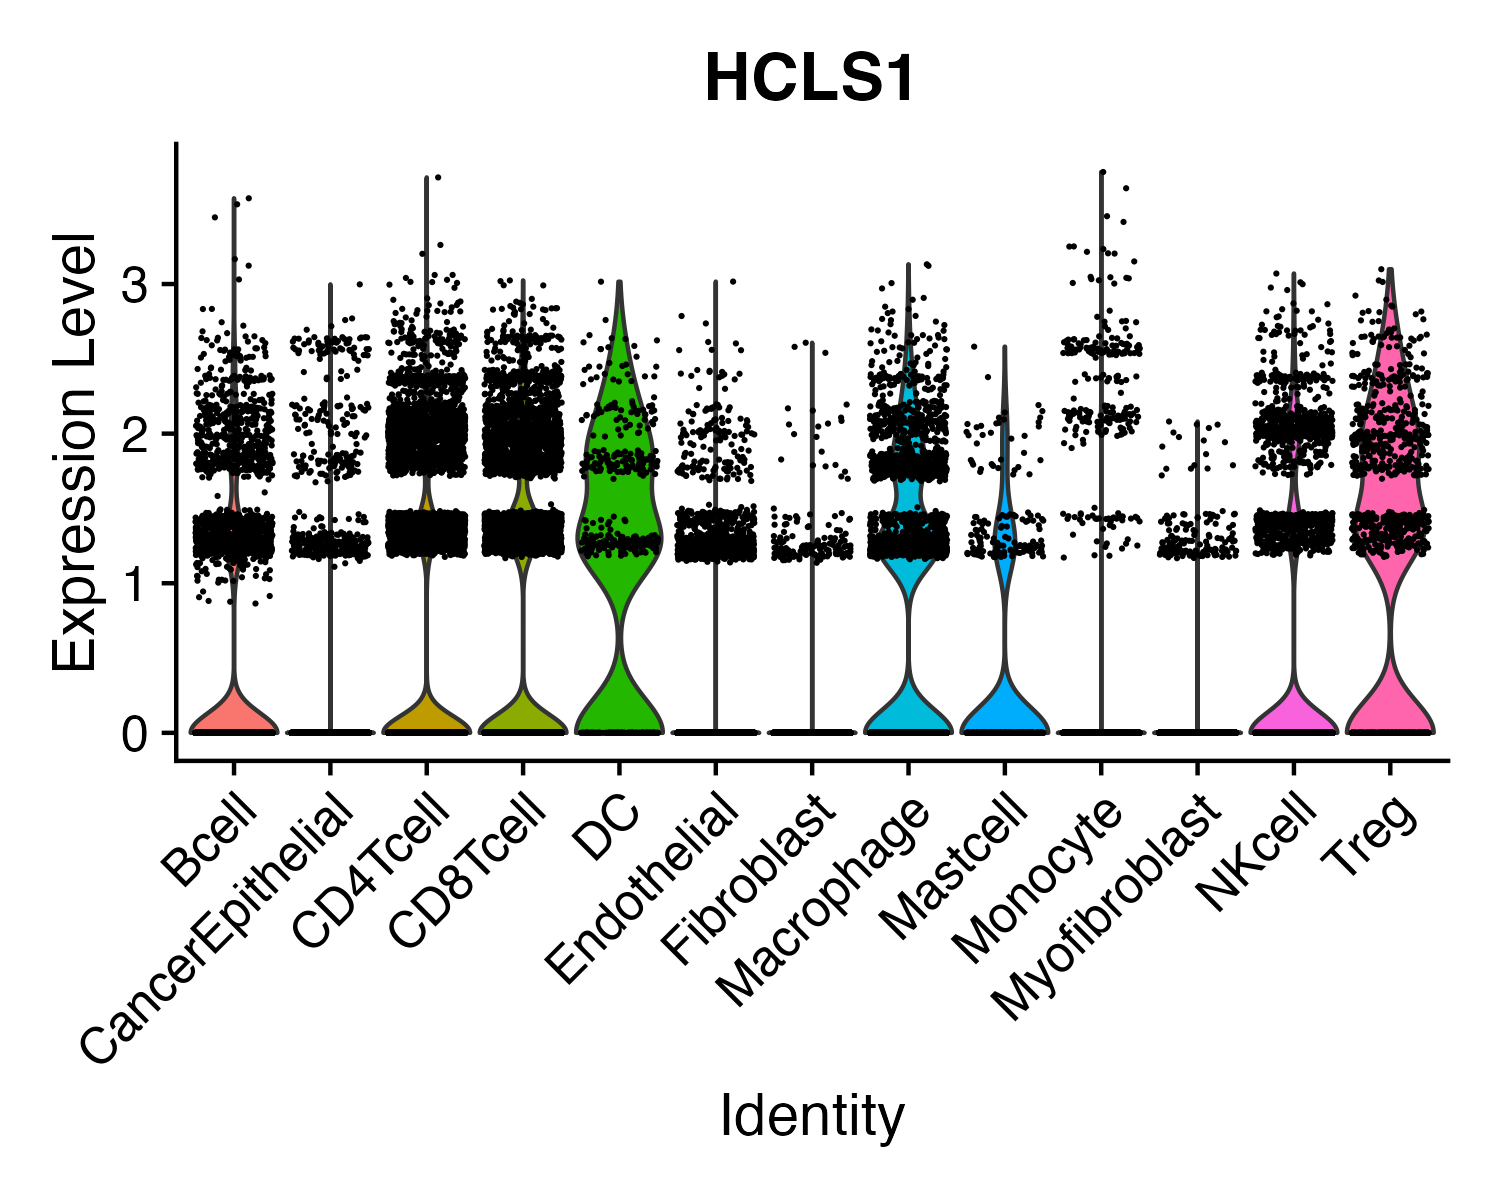 HCLS1
Expression Level
3
2
1
0
Bcell
CancerEpithelial
CD4Tcell
CD8Tcell
DC
Endothelial
Fibroblast
Macrophage
Mastcell
Monocyte
Myofibroblast
NKcell
Treg
Identity